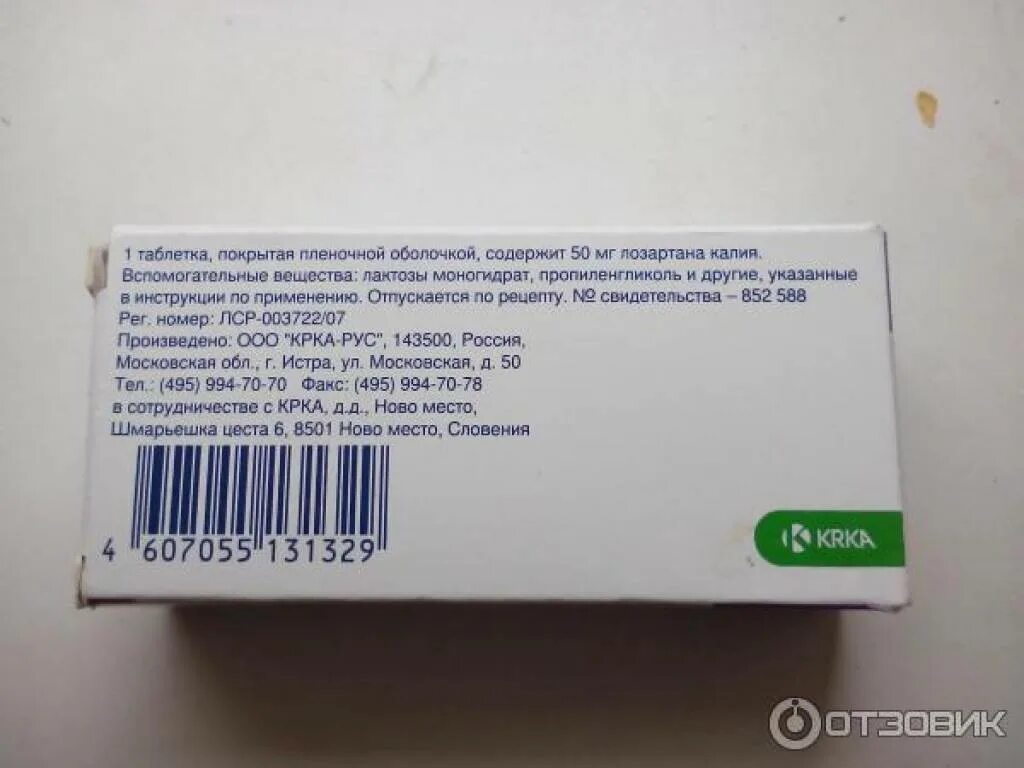 1 таблетка, покрытая пленочной оболочкой, содержит 50 мг лозартана калия.
Вспомогательные вещества: лактозы моногидрат, пропиленгликоль и другие, указанные
в инструкции по применению. Отпускается по рецепту. № свидетельства – 852 588
Рег. номер: ЛСР-003722/07
Произведено: ООО "КРКА-РУС", 143500, Россия,
Московская обл., г. Истра, ул. Московская, д. 50
Тел.: (495) 994-70-70 Факс: (495) 994-70-78
в сотрудничестве с КРКА, д.д., Ново место,
Шмарьешка цеста 6, 8501 Ново место, Словения
4 607055 131329
KRKA
ОТЗОВИК